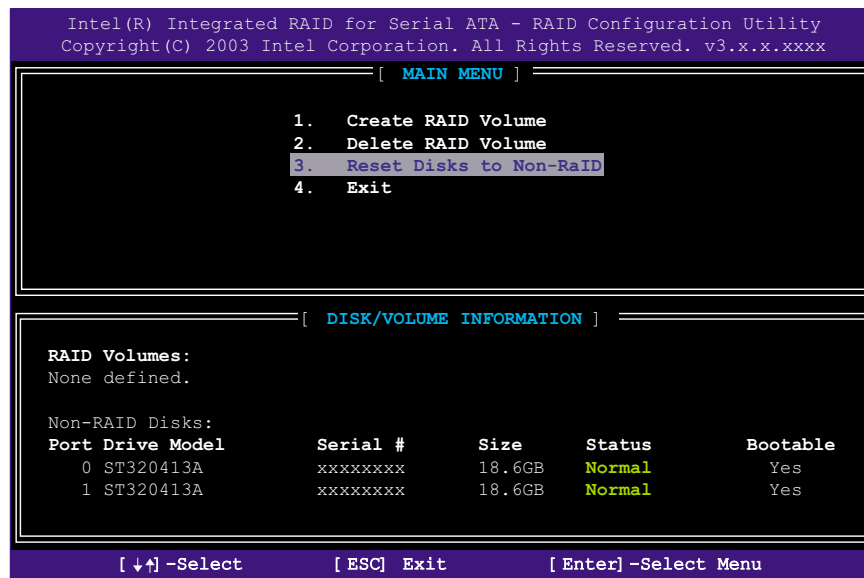 Intel(R) Integrated RAID for Serial ATA - RAID Configuration Utility
Copyright(C) 2003 Intel Corporation. All Rights Reserved. v3.x.x.xxxx
[ MAIN MENU ]
1. Create RAID Volume
2. Delete RAID Volume
3. Reset Disks to Non-RaID
4. Exit
[ DISK/VOLUME INFORMATION ]
RAID Volumes:
None defined.
Non-RAID Disks:
Port Drive Model Serial # Size Status Bootable
0 ST320413A xxxxxxxx 18.6GB Normal Yes
1 ST320413A xxxxxxxx 18.6GB Normal Yes
[↓↑]-Select [ESC] Exit [Enter]-Select Menu